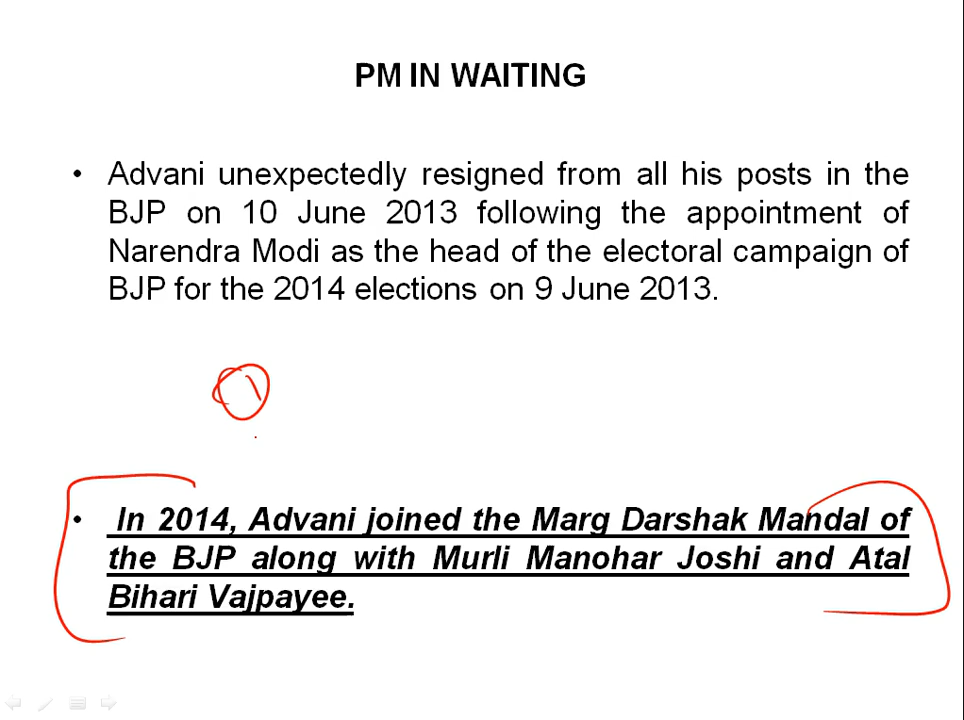 PM IN WAITING
• Advani unexpectedly resigned from all his posts in the
BJP on 10 June 2013 following the appointment of
Narendra Modi as the head of the electoral campaign of
BJP for the 2014 elections on 9 June 2013.
• In 2014, Advani joined the Marg Darshak Mandal of
the BJP along with Murli Manohar Joshi and Atal
Bihari Vajpayee.